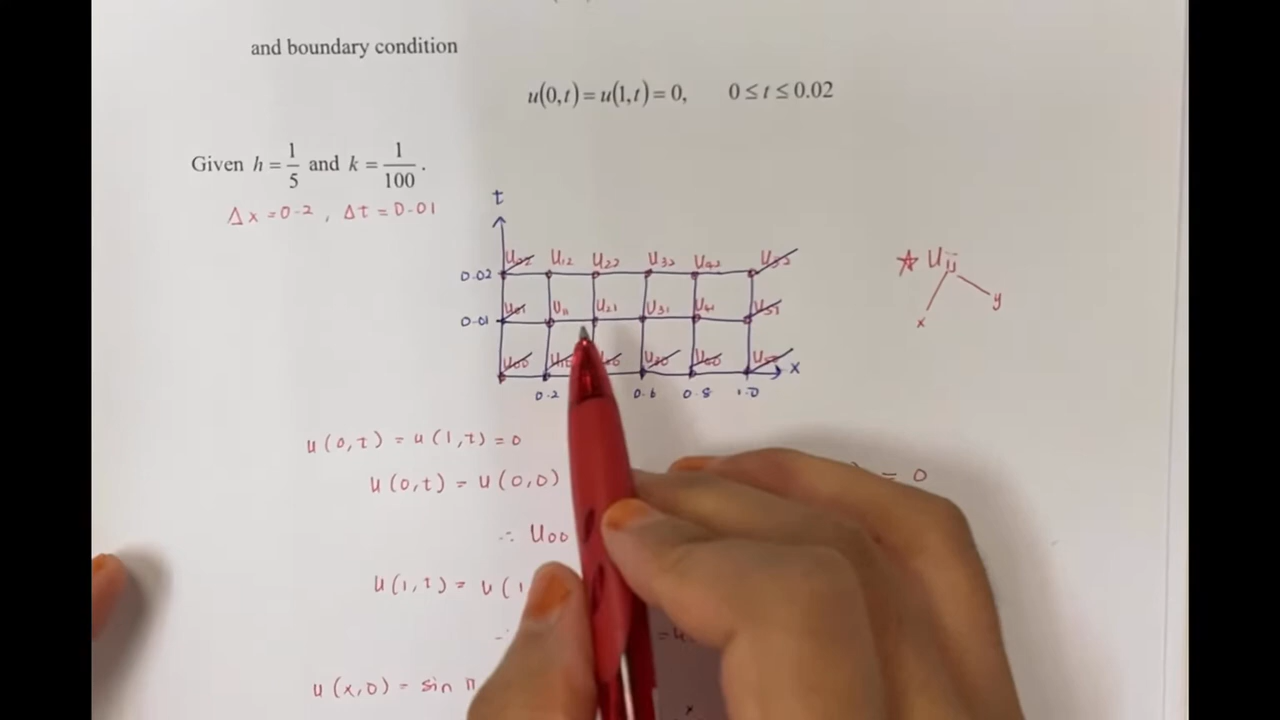 and boundary condition
u(0,t) = u(1,t) = 0, 0 ≤ t ≤ 0.02
Given h = 1/5 and k = 1/100 .
Δx = 0.2 , Δt = 0.01
t
0.02 U02 U12 U22 U32 U42 U52
0.01 U01 U11 U21 U31 U41 U51
U00 U10 U30 U40 U50 x
0.2 0.6 0.8 1.0
☆ Uij
x y
u(0,t) = u(1,t) = 0
u(0,t) = u(0,0) = 0
∴ U00
u(1,t) = u(1
u(x,0) = sin π
x